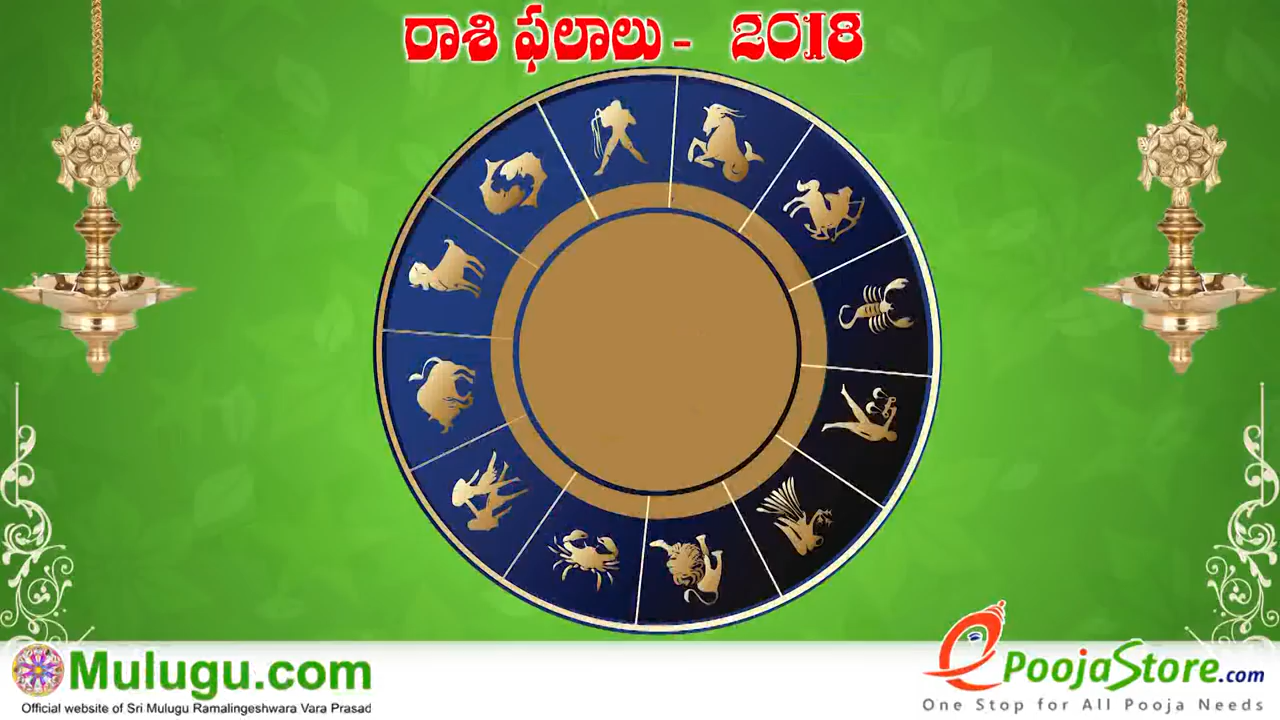 రాశి ఫలాలు - 2018
Mulugu.com
Official website of Sri Mulugu Ramalingeshwara Vara Prasad
ePoojaStore.com
One Stop for All Pooja Needs